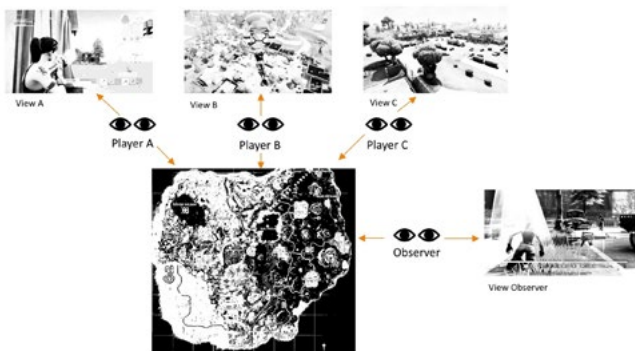 View A
View B
View C
Player A
Player B
Player C
Observer
View Observer